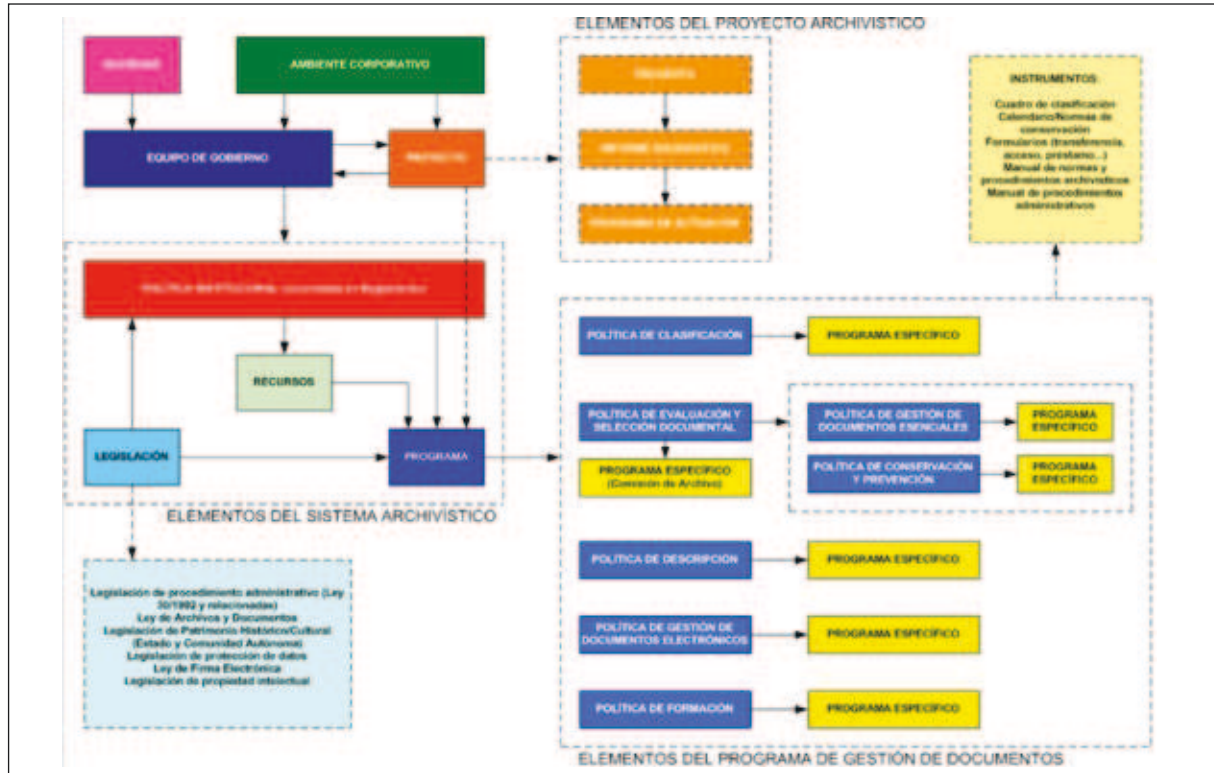 ELEMENTOS DEL PROYECTO ARCHIVÍSTICO
AMBIENTE CORPORATIVO
EQUIPO DE GOBIERNO
PROYECTO
INSTRUMENTOS
Cuadro de clasificación
Calendario/Normas de
conservación
Formularios (transferencia,
acceso, préstamo...)
Manual de normas y
procedimientos archivísticos
Manual de procedimientos
administrativos
POLÍTICA INSTITUCIONAL
RECURSOS
LEGISLACIÓN
PROGRAMA
ELEMENTOS DEL SISTEMA ARCHIVÍSTICO
Legislación de procedimiento administrativo (Ley
30/1992 y relacionadas)
Ley de Archivos y Documentos
Legislación de Patrimonio Histórico/Cultural
(Estado y Comunidad Autónoma)
Legislación de protección de datos
Ley de Firma Electrónica
Legislación de propiedad intelectual
POLÍTICA DE CLASIFICACIÓN
PROGRAMA ESPECÍFICO
POLÍTICA DE EVALUACIÓN Y
SELECCIÓN DOCUMENTAL
PROGRAMA ESPECÍFICO
(Comisión de Archivo)
POLÍTICA DE GESTIÓN DE
DOCUMENTOS ESENCIALES
PROGRAMA
ESPECÍFICO
POLÍTICA DE CONSERVACIÓN
Y PREVENCIÓN
PROGRAMA
ESPECÍFICO
POLÍTICA DE DESCRIPCIÓN
PROGRAMA ESPECÍFICO
POLÍTICA DE GESTIÓN DE
DOCUMENTOS ELECTRÓNICOS
PROGRAMA ESPECÍFICO
POLÍTICA DE FORMACIÓN
PROGRAMA ESPECÍFICO
ELEMENTOS DEL PROGRAMA DE GESTIÓN DE DOCUMENTOS